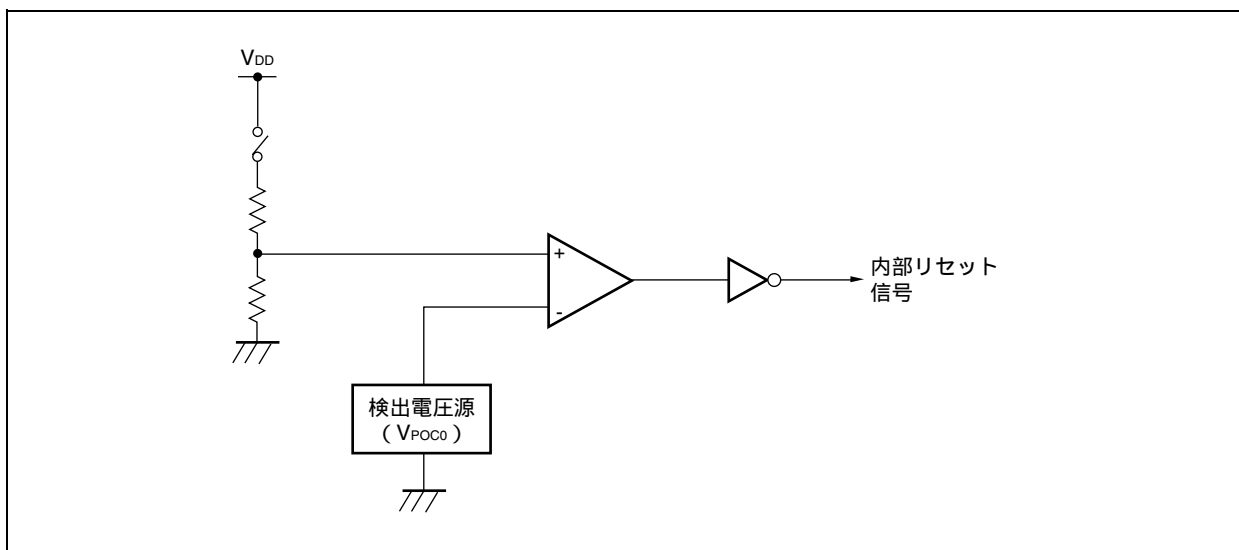 VDD
+
-
内部リセット
信号
検出電圧源
（VPOC0）